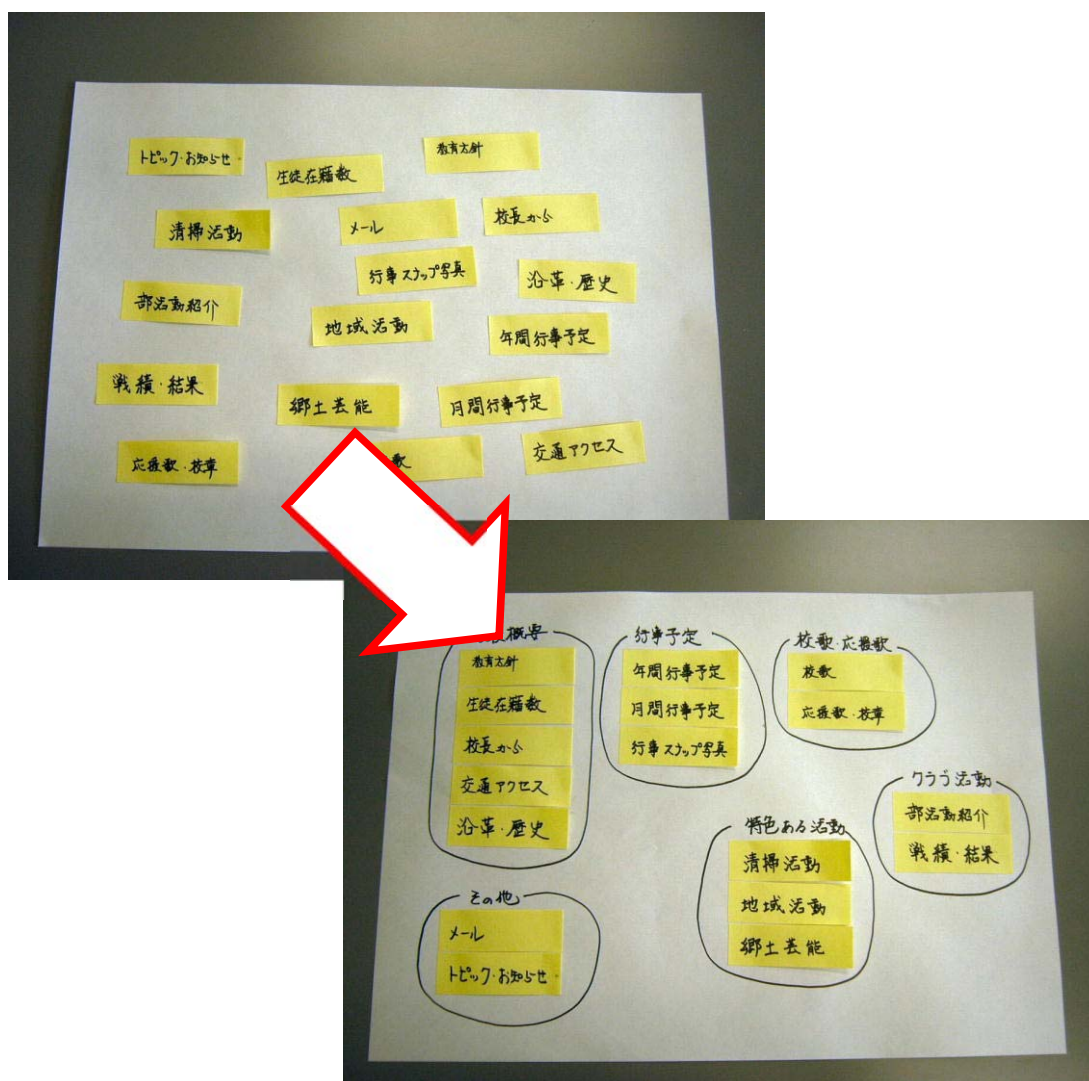 トピック・お知らせ
教育方針
生徒在籍数
清掃活動
メール
校長から
行事スナップ写真
沿革・歴史
部活動紹介
地域活動
年間行事予定
戦績・結果
郷土芸能
月間行事予定
応援歌・校章
歌
交通アクセス
概要
教育方針
生徒在籍数
校長から
交通アクセス
沿革・歴史
行事予定
年間行事予定
月間行事予定
行事スナップ写真
校歌・応援歌
校歌
応援歌・校章
クラブ活動
部活動紹介
戦績・結果
特色ある活動
清掃活動
地域活動
郷土芸能
その他
メール
トピック・お知らせ